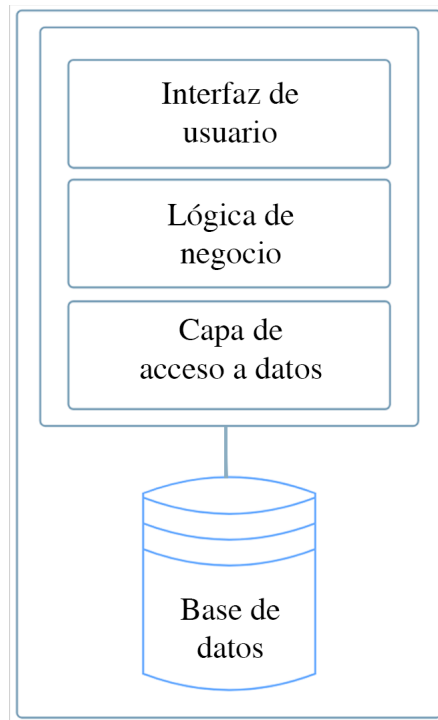 Interfaz de
usuario
Lógica de
negocio
Capa de
acceso a datos
Base de
datos